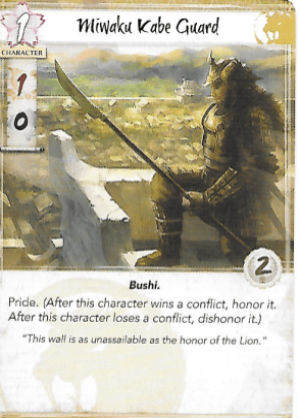 Miwaku Kabe Guard
1
CHARACTER
1
0
2
Bushi.
Pride. (After this character wins a conflict, honor it.
After this character loses a conflict, dishonor it.)
"This wall is as unassailable as the honor of the Lion."